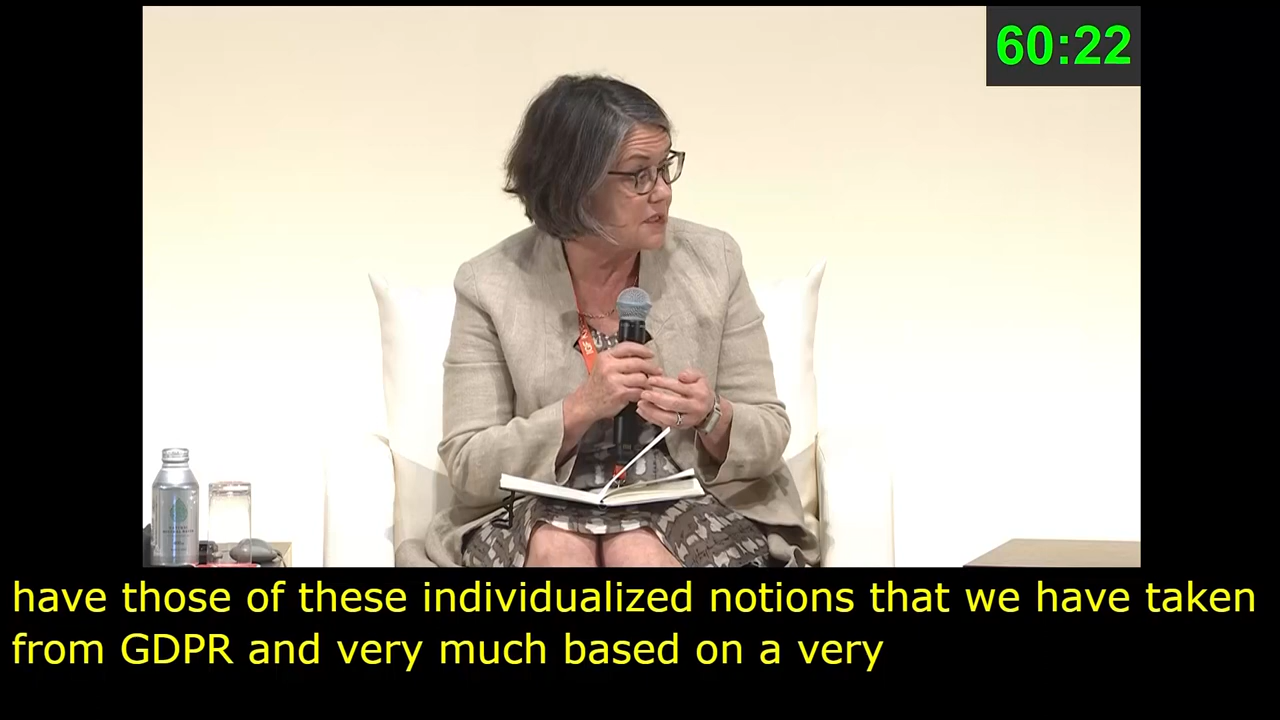 60:22
have those of these individualized notions that we have taken
from GDPR and very much based on a very